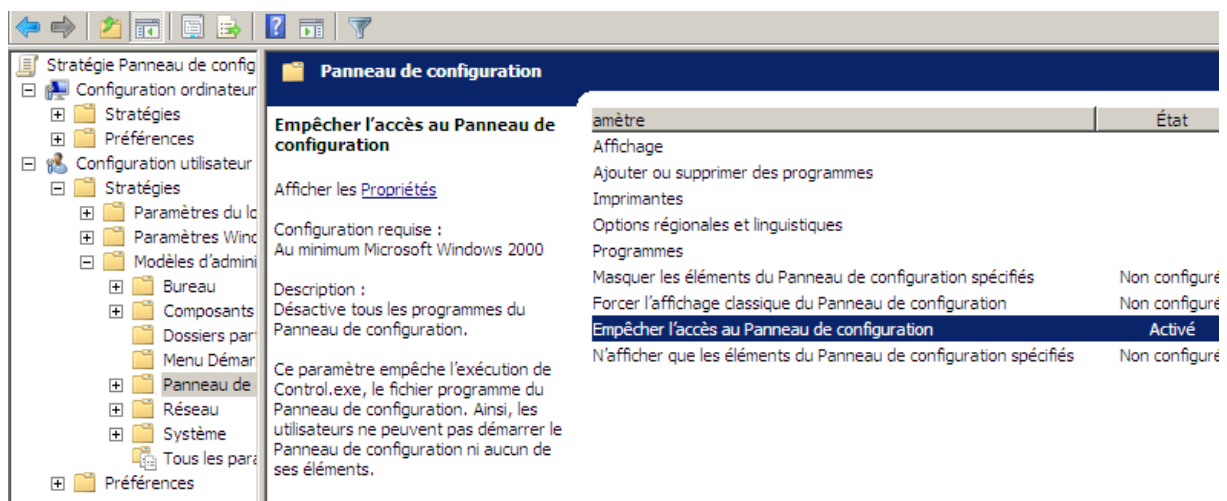 Stratégie Panneau de config
Configuration ordinateur
Stratégies
Préférences
Configuration utilisateur
Stratégies
Paramètres du lo
Paramètres Wind
Modèles d'admini
Bureau
Composants
Dossiers par
Menu Démar
Panneau de
Réseau
Système
Tous les para
Préférences
Panneau de configuration
Empêcher l'accès au Panneau de
configuration
Afficher les Propriétés
Configuration requise :
Au minimum Microsoft Windows 2000
Description :
Désactive tous les programmes du
Panneau de configuration.
Ce paramètre empêche l'exécution de
Control.exe, le fichier programme du
Panneau de configuration. Ainsi, les
utilisateurs ne peuvent pas démarrer le
Panneau de configuration ni aucun de
ses éléments.
amètre État
Affichage
Ajouter ou supprimer des programmes
Imprimantes
Options régionales et linguistiques
Programmes
Masquer les éléments du Panneau de configuration spécifiés Non configuré
Forcer l'affichage classique du Panneau de configuration Non configuré
Empêcher l'accès au Panneau de configuration Activé
N'afficher que les éléments du Panneau de configuration spécifiés Non configuré